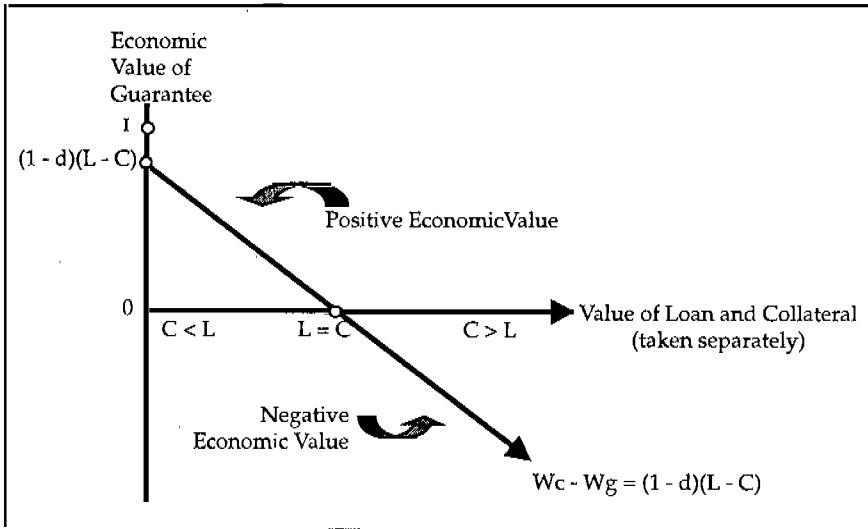 Economic
Value of
Guarantee
I
(1 - d)(L - C)
Positive EconomicValue
0
C < L
L = C
C > L
Value of Loan and Collateral
(taken separately)
Negative
Economic Value
Wc - Wg = (1 - d)(L - C)